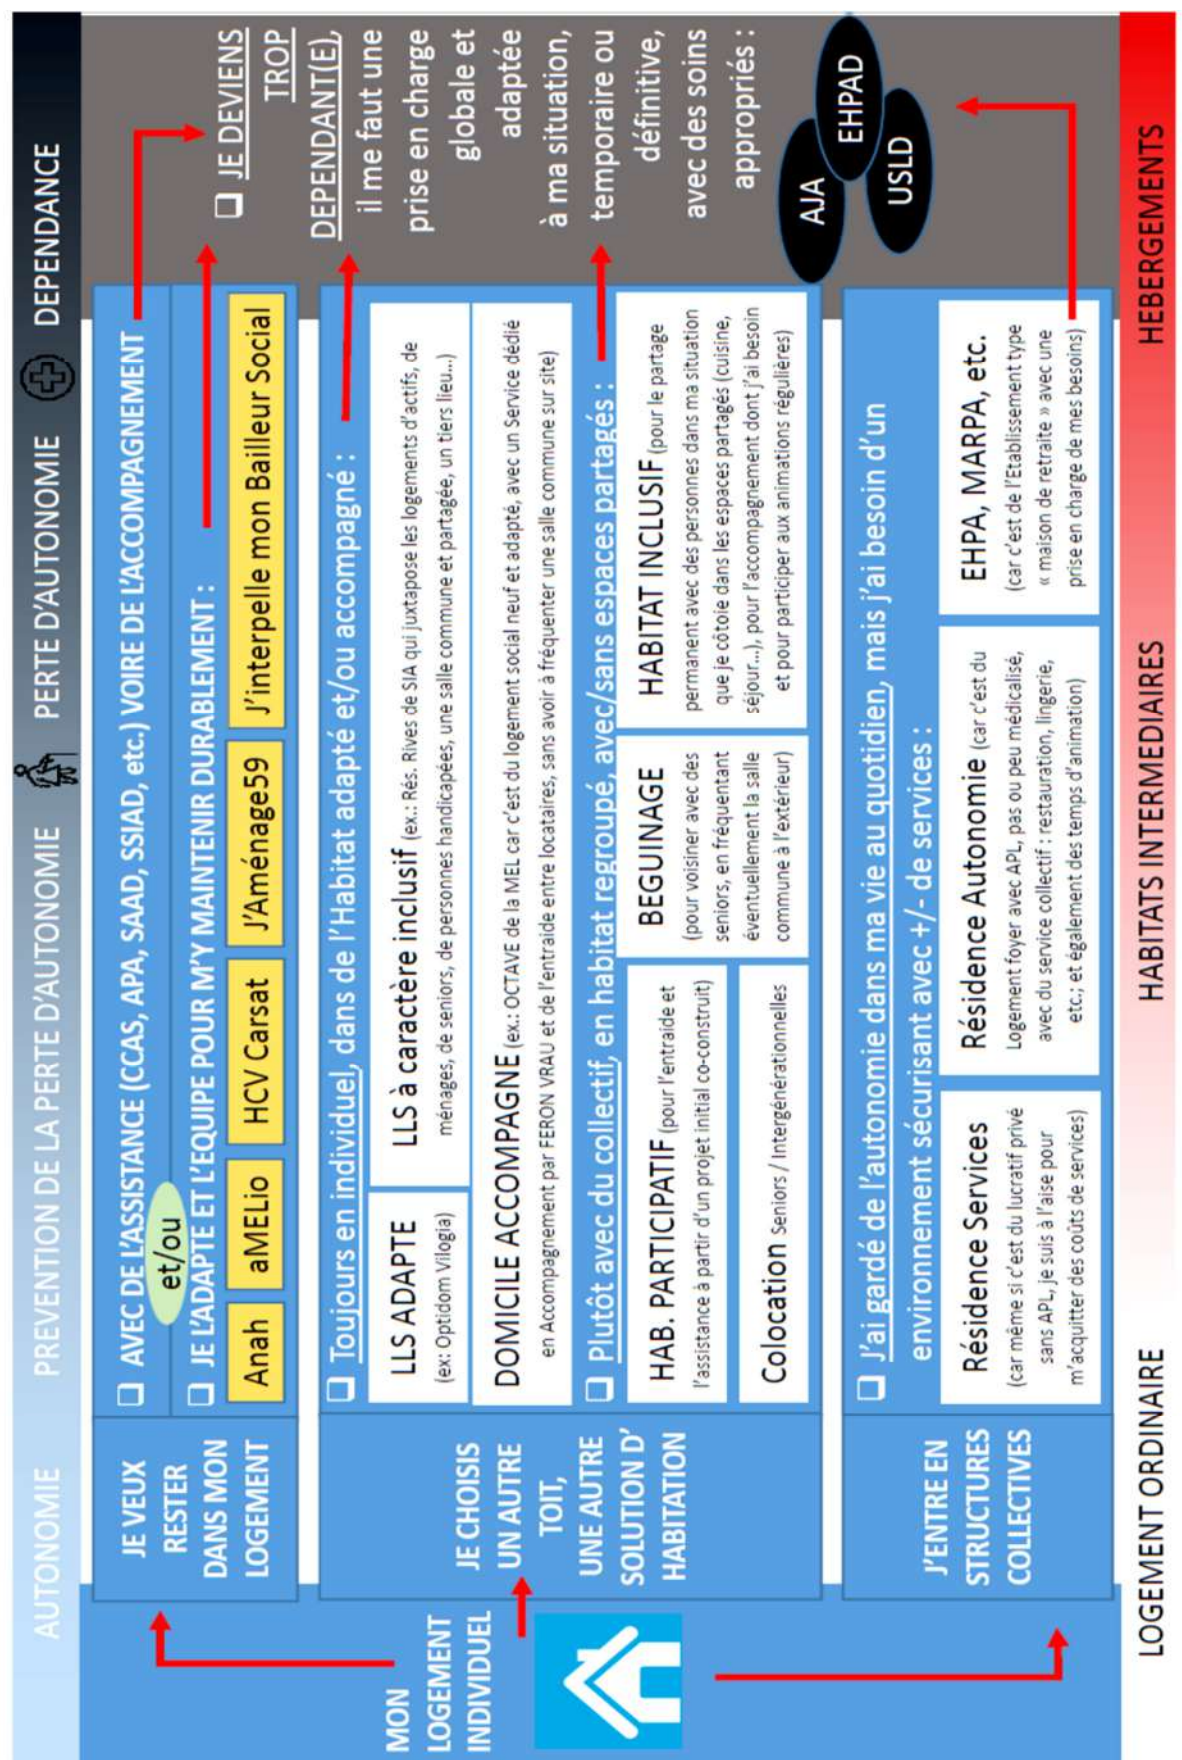 AUTONOMIE
PREVENTION DE LA PERTE D'AUTONOMIE
PERTE D'AUTONOMIE
DEPENDANCE
MON
LOGEMENT
INDIVIDUEL
JE VEUX
RESTER
DANS MON
LOGEMENT
❑ AVEC DE L'ASSISTANCE (CCAS, APA, SAAD, SSIAD, etc.) VOIRE DE L'ACCOMPAGNEMENT
et/ou
❑ JE L'ADAPTE ET L'EQUIPE POUR M'Y MAINTENIR DURABLEMENT :
Anah
aMELio
HCV Carsat
J'Aménage59
J'interpelle mon Bailleur Social
JE CHOISIS
UN AUTRE
TOIT,
UNE AUTRE
SOLUTION D'
HABITATION
❑ Toujours en individuel, dans de l'Habitat adapté et/ou accompagné :
LLS ADAPTE
(ex: Optidom Vilogia)
LLS à caractère inclusif (ex.: Rés. Rives de SIA qui juxtapose les logements d'actifs, de
ménages, de seniors, de personnes handicapées, une salle commune et partagée, un tiers lieu...)
DOMICILE ACCOMPAGNE (ex.: OCTAVE de la MEL car c'est du logement social neuf et adapté, avec un Service dédié
en Accompagnement par FERON VRAU et de l'entraide entre locataires, sans avoir à fréquenter une salle commune sur site)
❑ Plutôt avec du collectif, en habitat regroupé, avec/sans espaces partagés :
HAB. PARTICIPATIF (pour l'entraide et
l'assistance à partir d'un projet initial co-construit)
Colocation Seniors / Intergénérationnelles
BEGUINAGE
(pour voisiner avec des
seniors, en fréquentant
éventuellement la salle
commune à l'extérieur)
HABITAT INCLUSIF (pour le partage
permanent avec des personnes dans ma situation
que je côtoie dans les espaces partagés (cuisine,
séjour...), pour l'accompagnement dont j'ai besoin
et pour participer aux animations régulières)
J'ENTRE EN
STRUCTURES
COLLECTIVES
❑ J'ai gardé de l'autonomie dans ma vie au quotidien, mais j'ai besoin d'un
environnement sécurisant avec +/- de services :
Résidence Services
(car même si c'est du lucratif privé
sans APL, je suis à l'aise pour
m'acquitter des coûts de services)
Résidence Autonomie (car c'est du
Logement foyer avec APL, pas ou peu médicalisé,
avec du service collectif : restauration, lingerie,
etc.; et également des temps d'animation)
EHPA, MARPA, etc.
(car c'est de l'Etablissement type
« maison de retraite » avec une
prise en charge de mes besoins)
❑ JE DEVIENS
TROP
DEPENDANT(E),
il me faut une
prise en charge
globale et
adaptée
à ma situation,
temporaire ou
définitive,
avec des soins
appropriés :
AJA
EHPAD
USLD
LOGEMENT ORDINAIRE
HABITATS INTERMEDIAIRES
HEBERGEMENTS